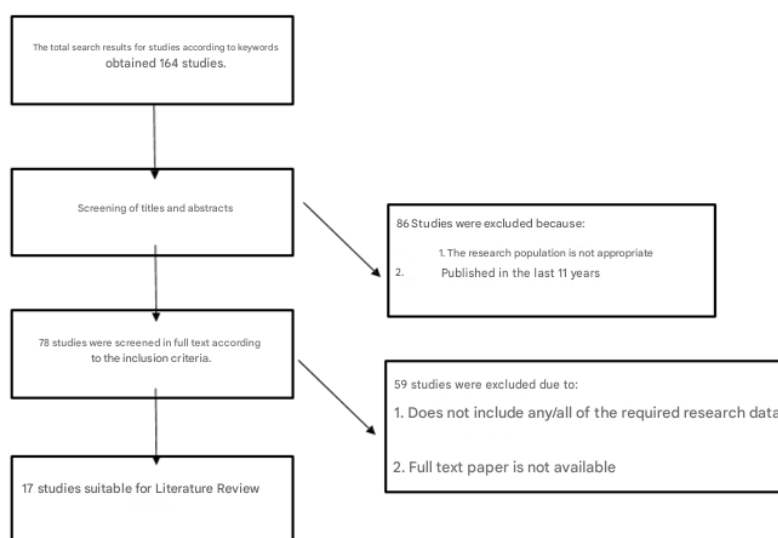 The total search results for studies according to keywords
obtained 164 studies.
Screening of titles and abstracts
86 Studies were excluded because:
1. The research population is not appropriate
2. Published in the last 11 years
78 studies were screened in full text according
to the inclusion criteria.
59 studies were excluded due to:
1. Does not include any/all of the required research data
2. Full text paper is not available
17 studies suitable for Literature Review